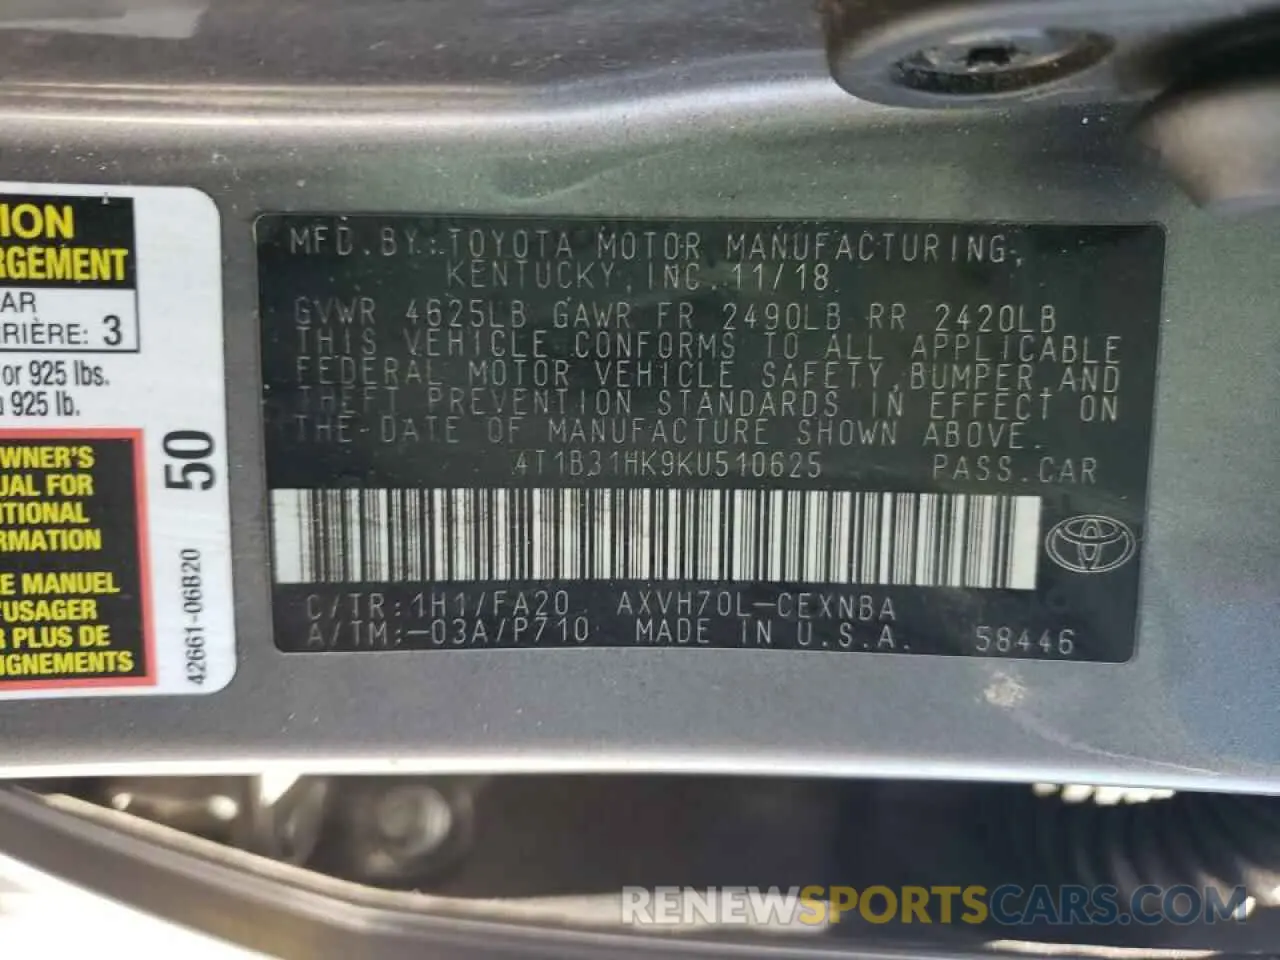 ION
RGEMENT
AR
RIÈRE: 3
or 925 lbs.
925 lb.
WNER'S
UAL FOR
ITIONAL
RMATION
E MANUEL
'USAGER
R PLUS DE
IGNEMENTS
50
42661-06B20
MFD.BY:TOYOTA MOTOR MANUFACTURING,
KENTUCKY,INC.11/18
GVWR 4625LB GAWR FR 2490LB RR 2420LB
THIS VEHICLE CONFORMS TO ALL APPLICABLE
FEDERAL MOTOR VEHICLE SAFETY,BUMPER,AND
THEFT PREVENTION STANDARDS IN EFFECT ON
THE-DATE OF MANUFACTURE SHOWN ABOVE.
4T1B31HK9KU510625 PASS.CAR
C/TR:1H1/FA20 AXVH70L-CEXNBA
A/TM:-03A/P710 MADE IN U.S.A. 58446
RENEWSPORTSCARS.COM